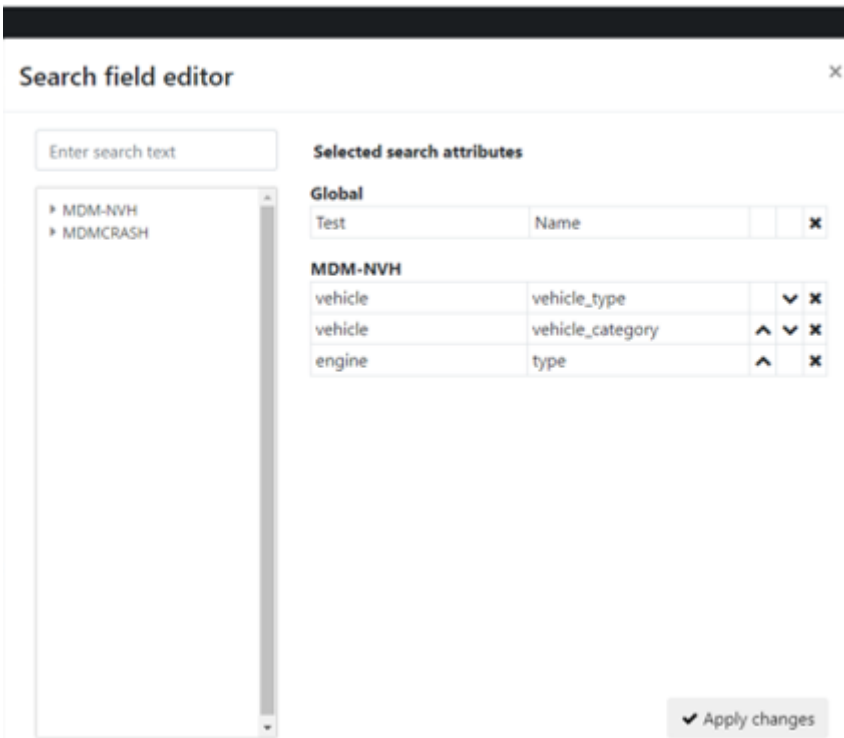 Search field editor
Enter search text
MDM-NVH
MDMCRASH
Selected search attributes
Global
Test Name
MDM-NVH
vehicle vehicle_type
vehicle vehicle_category
engine type
Apply changes